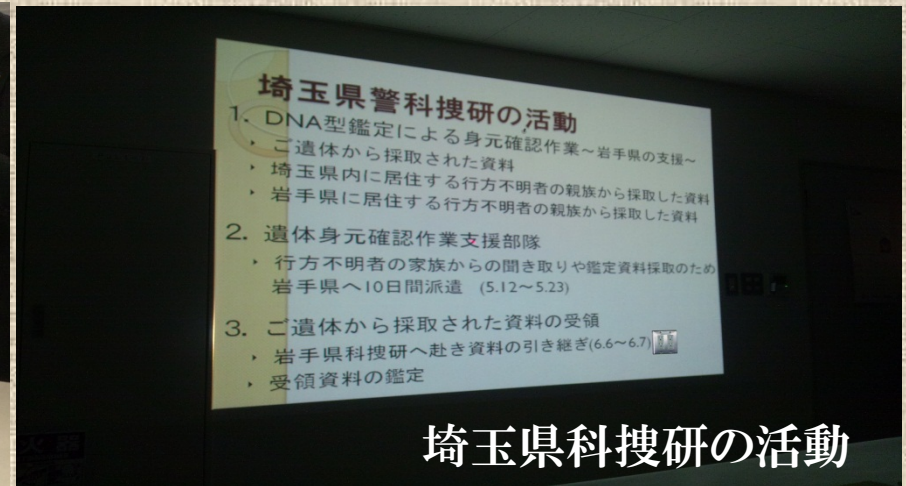 埼玉県警科捜研の活動
1. DNA型鑑定による身元確認作業～岩手県の支援～
・ ご遺体から採取された資料
・ 埼玉県内に居住する行方不明者の親族から採取した資料
・ 岩手県に居住する行方不明者の親族から採取した資料
2. 遺体身元確認作業支援部隊
・ 行方不明者の家族からの聞き取りや鑑定資料採取のため
岩手県へ10日間派遣 (5.12～5.23)
3. ご遺体から採取された資料の受領
・ 岩手県科捜研へ赴き資料の引き継ぎ(6.6～6.7)
・ 受領資料の鑑定
埼玉県科捜研の活動